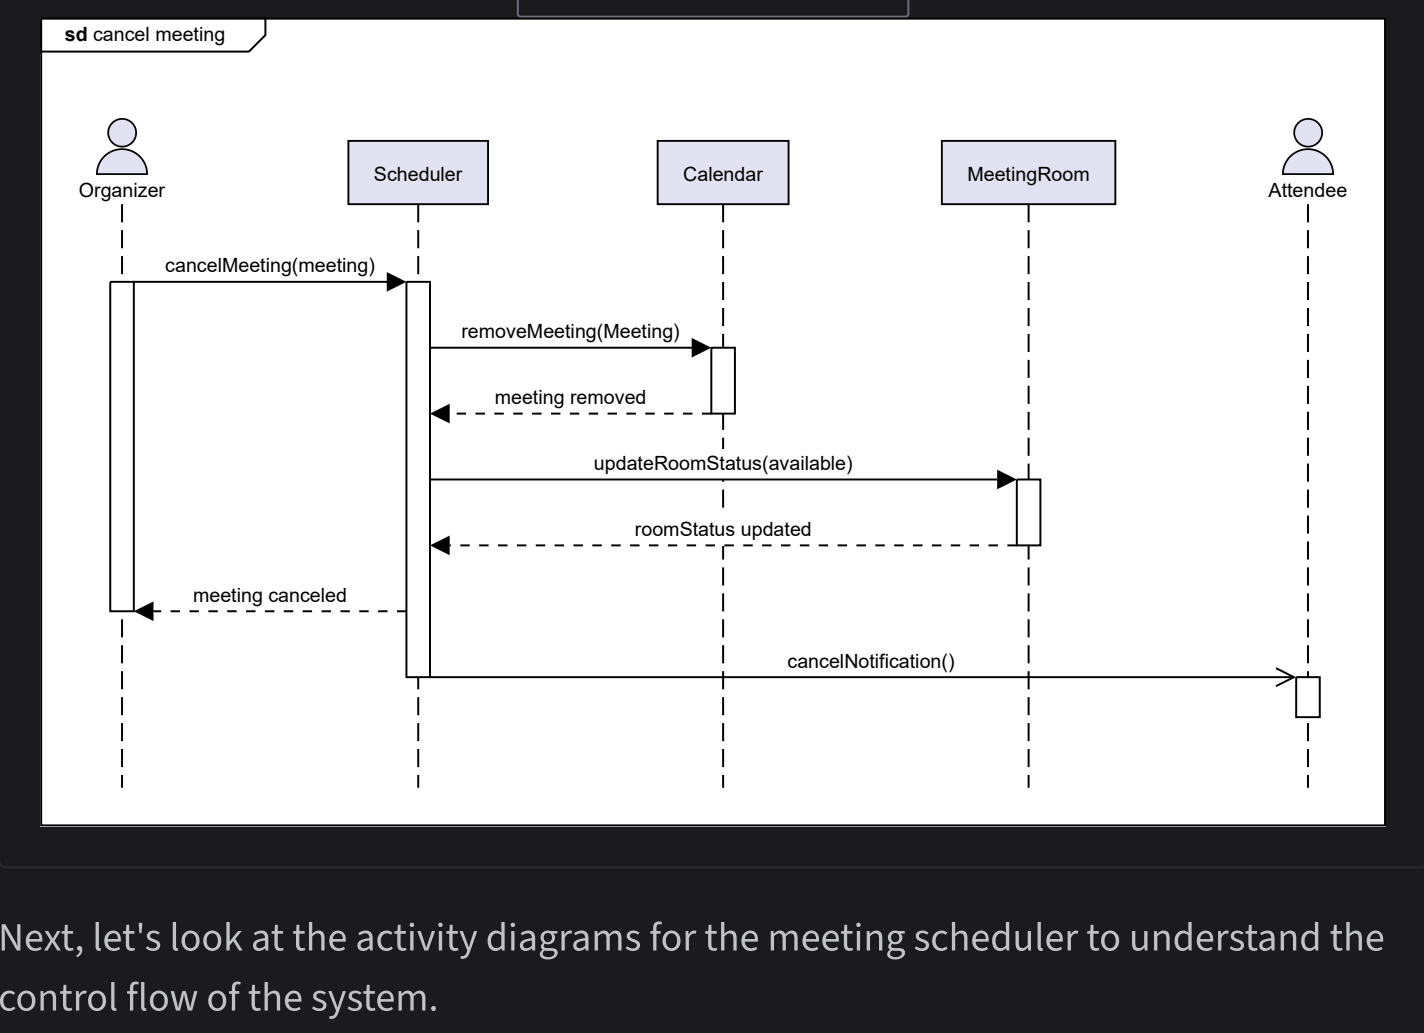 sd cancel meeting
Organizer
Scheduler
Calendar
MeetingRoom
Attendee
cancelMeeting(meeting)
removeMeeting(Meeting)
meeting removed
updateRoomStatus(available)
roomStatus updated
meeting canceled
cancelNotification()
Next, let's look at the activity diagrams for the meeting scheduler to understand the
control flow of the system.